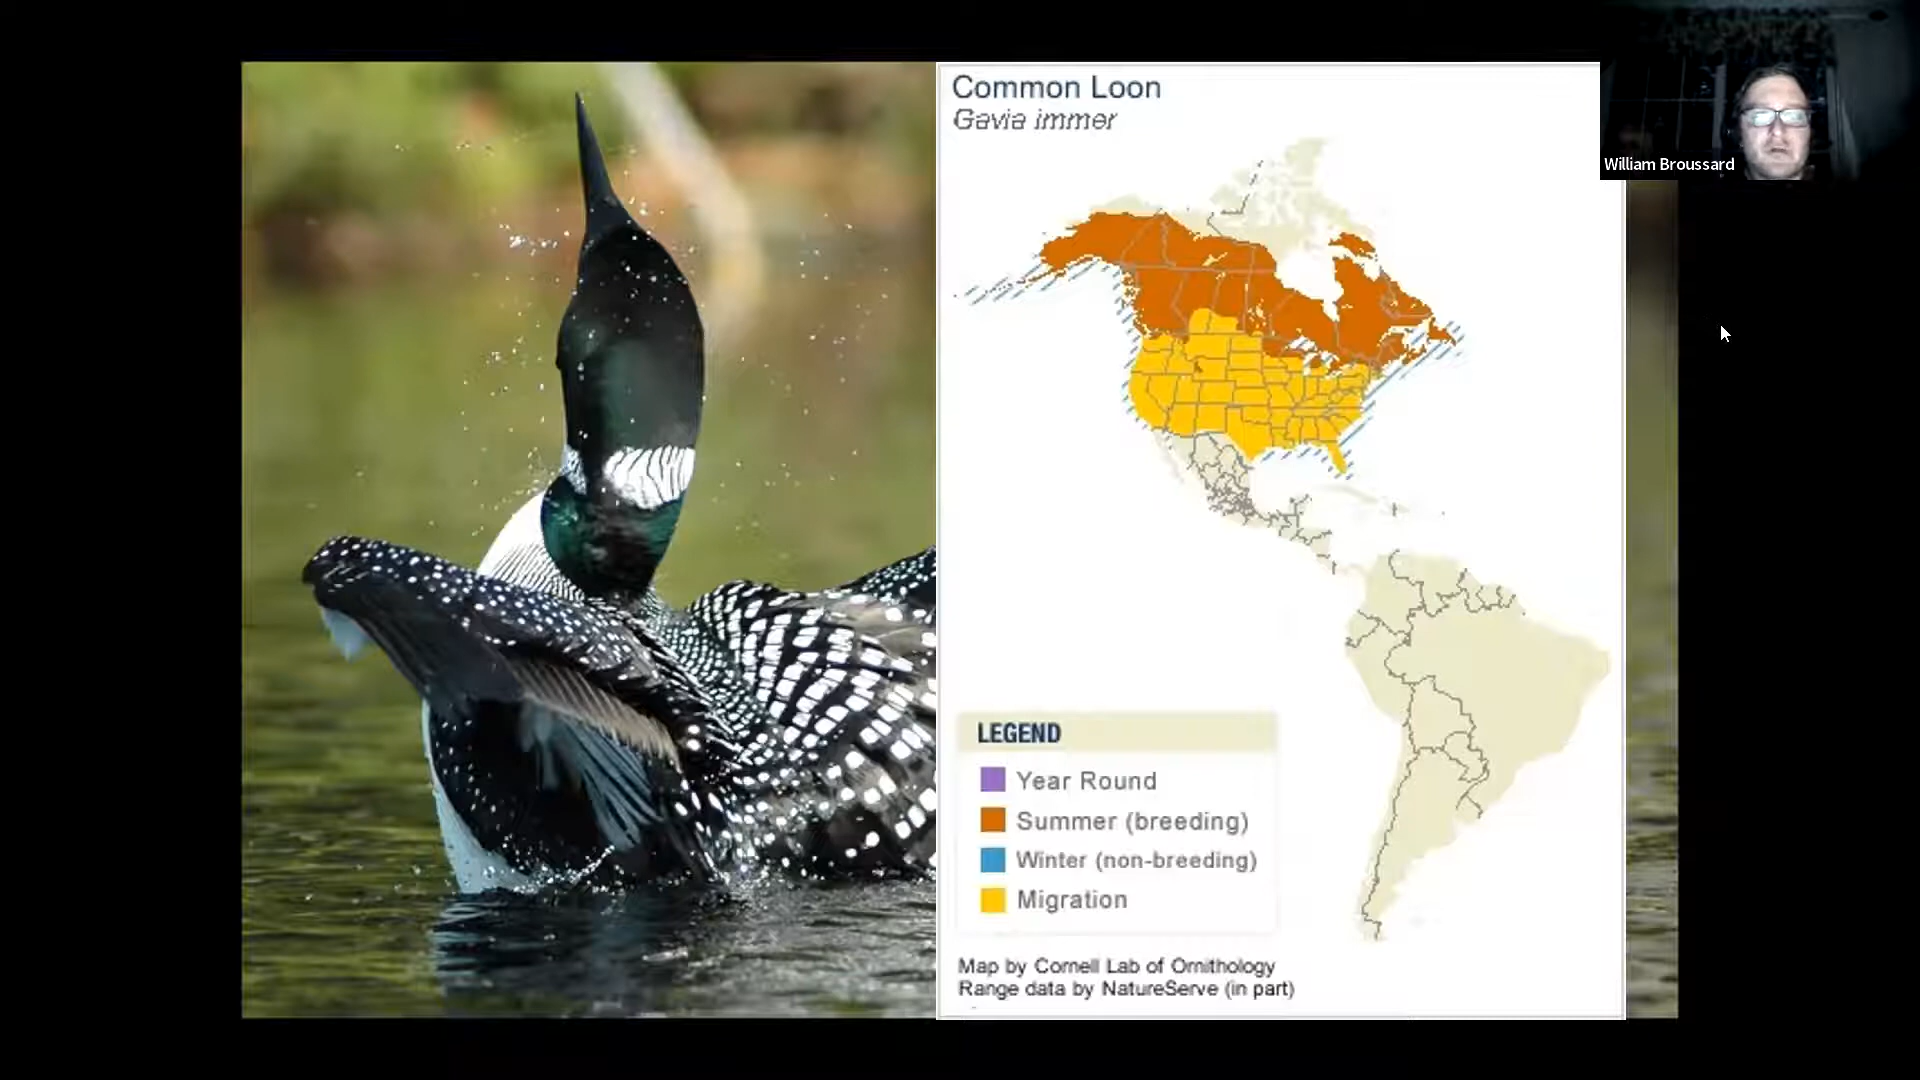 Common Loon
Gavia immer
William Broussard
LEGEND
Year Round
Summer (breeding)
Winter (non-breeding)
Migration
Map by Cornell Lab of Ornithology
Range data by NatureServe (in part)